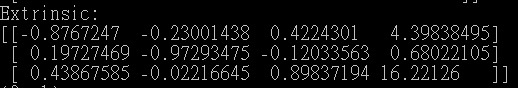 Extrinsic:
[[-0.8767247  -0.23001438  0.4224301   4.39838495]
[ 0.19727469 -0.97293475 -0.12033563  0.68022105]
[ 0.43867585 -0.02216645  0.89837194 16.22126   ]]